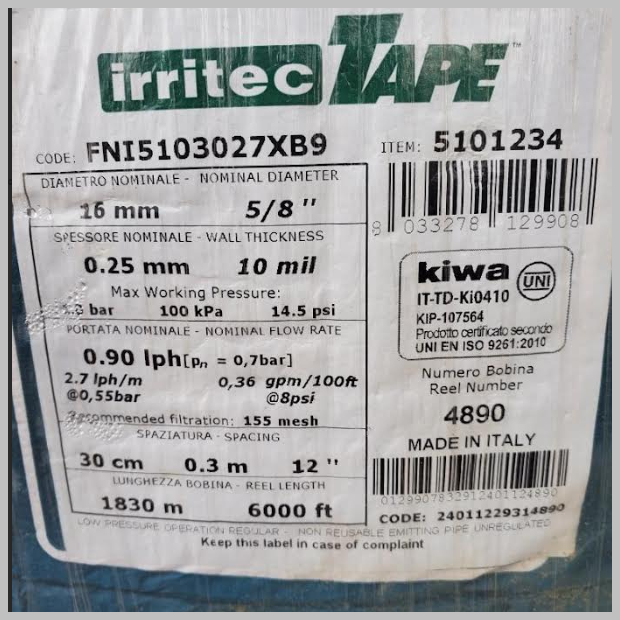 irritec TAPE™
CODE: FNI5103027XB9
ITEM: 5101234
DIAMETRO NOMINALE - NOMINAL DIAMETER
16 mm 5/8 "
SPESSORE NOMINALE - WALL THICKNESS
0.25 mm 10 mil
Max Working Pressure:
bar 100 kPa 14.5 psi
PORTATA NOMINALE - NOMINAL FLOW RATE
0.90 lph[pn = 0,7bar]
2.7 lph/m 0,36 gpm/100ft
@0,55bar @8psi
Recommended filtration: 155 mesh
SPAZIATURA - SPACING
30 cm 0.3 m 12 "
LUNGHEZZA BOBINA - REEL LENGTH
1830 m 6000 ft
8 033278 129908
kiwa UNI
IT-TD-Ki0410
KIP-107564
Prodotto certificato secondo
UNI EN ISO 9261:2010
Numero Bobina
Reel Number
4890
MADE IN ITALY
0129907832912401124890
CODE: 24011229314890
LOW PRESSURE OPERATION REGULAR - NON REUSABLE EMITTING PIPE UNREGULATED
Keep this label in case of complaint